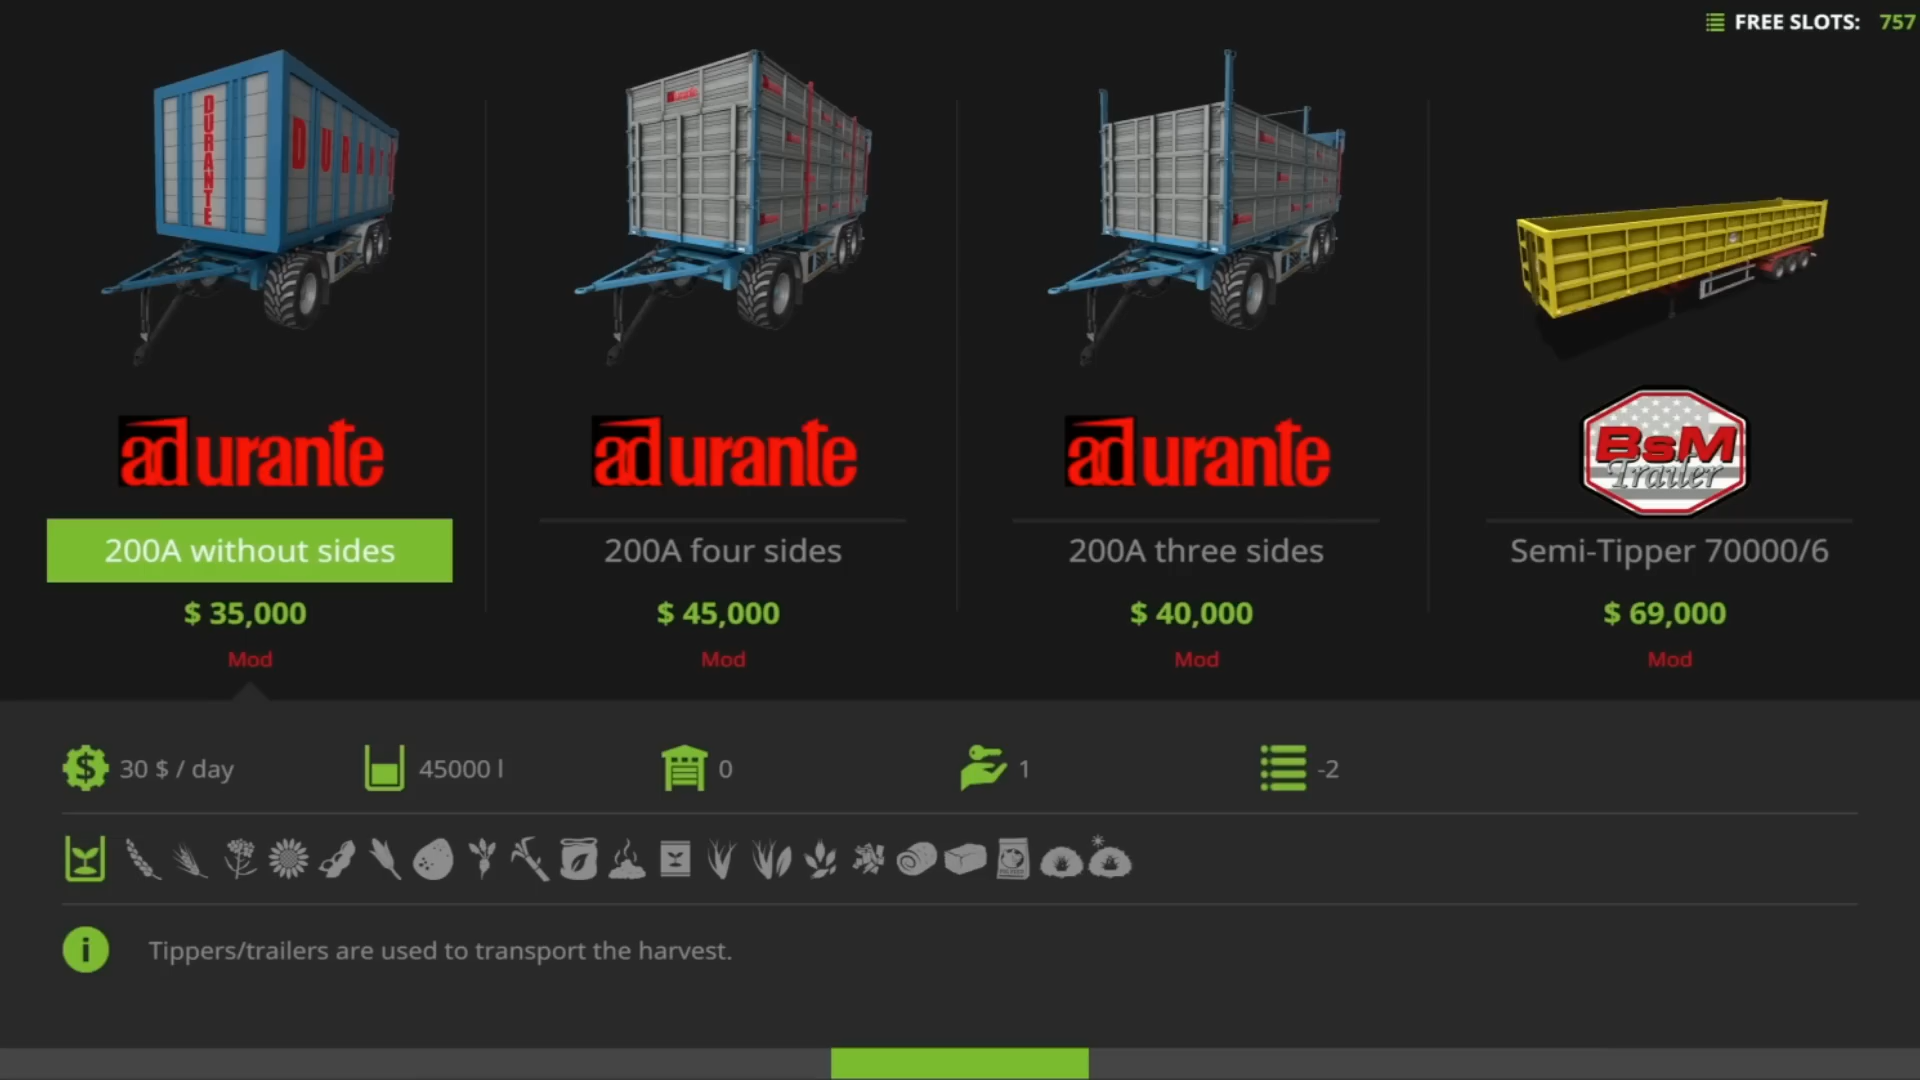 FREE SLOTS: 757
DURANTE
DURANTE
adurante
adurante
adurante
BsM
Trailer
200A without sides
200A four sides
200A three sides
Semi-Tipper 70000/6
$ 35,000
$ 45,000
$ 40,000
$ 69,000
Mod
Mod
Mod
Mod
30 $ / day
45000 l
0
1
-2
Tippers/trailers are used to transport the harvest.